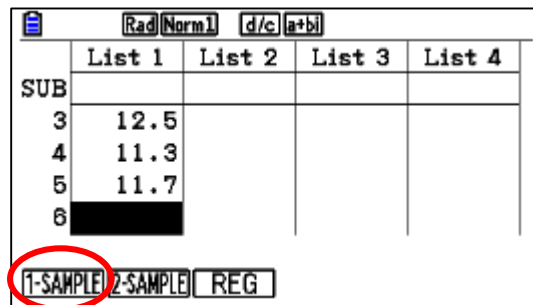 Rad Norm1 d/c a+bi
List 1 List 2 List 3 List 4
SUB
3 12.5
4 11.3
5 11.7
6
1-SAMPLE 2-SAMPLE REG